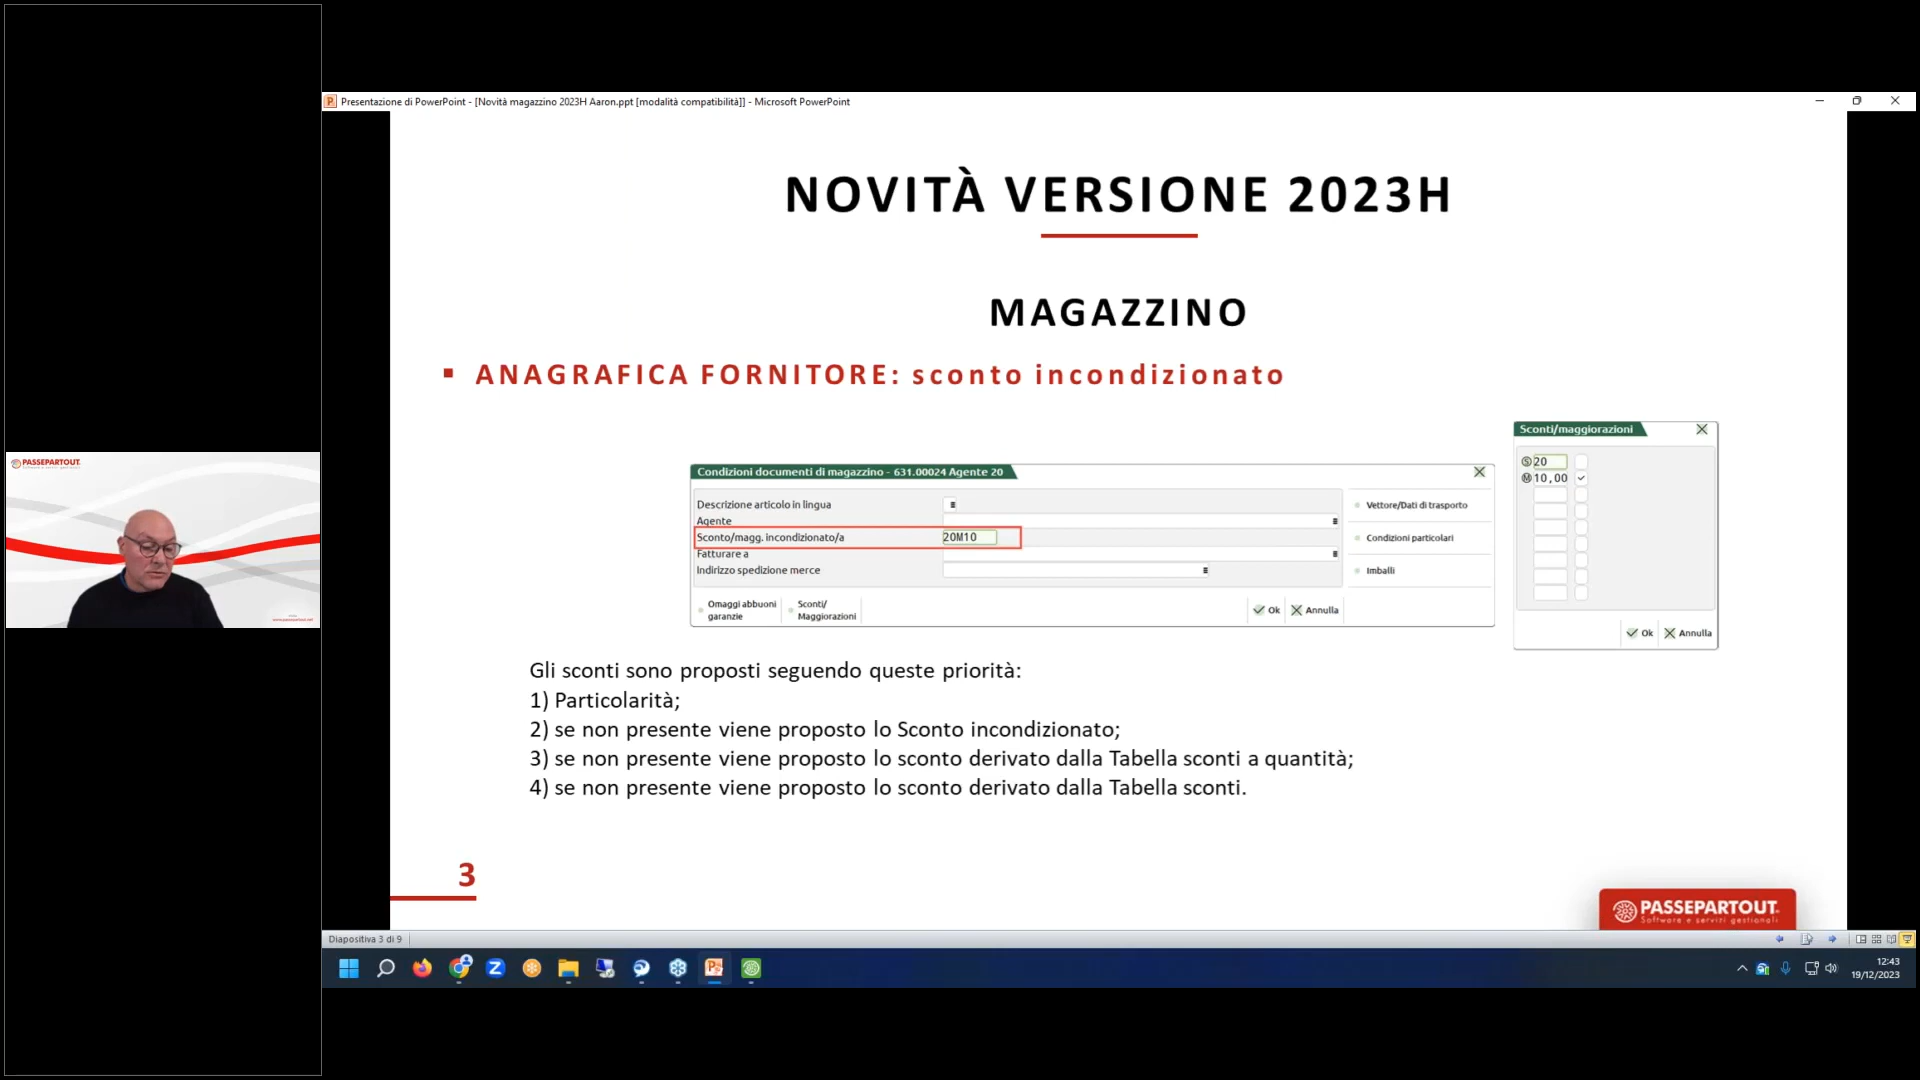 Presentazione di PowerPoint - [Novità magazzino 2023H Aaron.ppt [modalità compatibilità]] - Microsoft PowerPoint
NOVITÀ VERSIONE 2023H
MAGAZZINO
▪ ANAGRAFICA FORNITORE: sconto incondizionato
Condizioni documenti di magazzino - 631.00024 Agente 20
Descrizione articolo in lingua
Agente
Sconto/magg. incondizionato/a 20M10
Fatturare a
Indirizzo spedizione merce
Omaggi abbuoni garanzie
Sconti/ Maggiorazioni
Ok
Annulla
Vettore/Dati di trasporto
Condizioni particolari
Imballi
Sconti/maggiorazioni
S 20
M 10,00
Ok
Annulla
Gli sconti sono proposti seguendo queste priorità:
1) Particolarità;
2) se non presente viene proposto lo Sconto incondizionato;
3) se non presente viene proposto lo sconto derivato dalla Tabella sconti a quantità;
4) se non presente viene proposto lo sconto derivato dalla Tabella sconti.
3
PASSEPARTOUT
Software e servizi gestionali
Diapositiva 3 di 9
12:43
19/12/2023
PASSEPARTOUT
www.passepartout.net